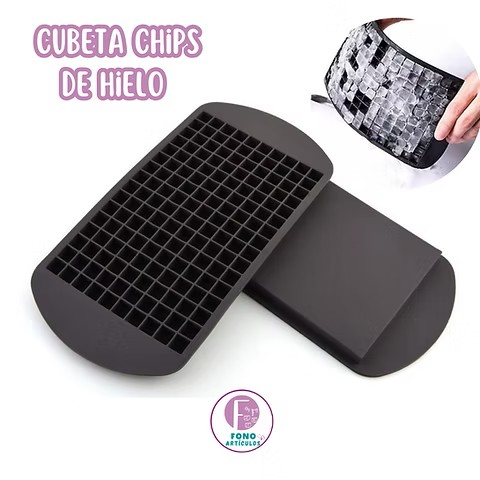 CUBETA CHiPS
DE HiELO
FONO
ARTÍCULOS